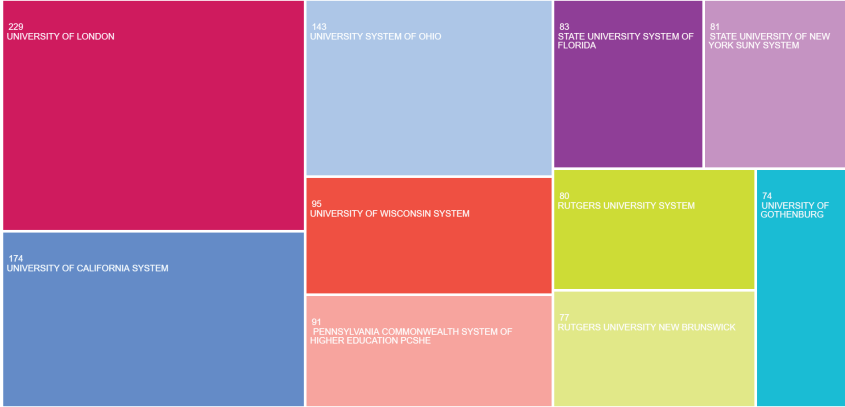 229
UNIVERSITY OF LONDON
174
UNIVERSITY OF CALIFORNIA SYSTEM
143
UNIVERSITY SYSTEM OF OHIO
95
UNIVERSITY OF WISCONSIN SYSTEM
91
PENNSYLVANIA COMMONWEALTH SYSTEM OF
HIGHER EDUCATION PCSHE
83
STATE UNIVERSITY SYSTEM OF
FLORIDA
81
STATE UNIVERSITY OF NEW
YORK SUNY SYSTEM
80
RUTGERS UNIVERSITY SYSTEM
77
RUTGERS UNIVERSITY NEW BRUNSWICK
74
UNIVERSITY OF
GOTHENBURG